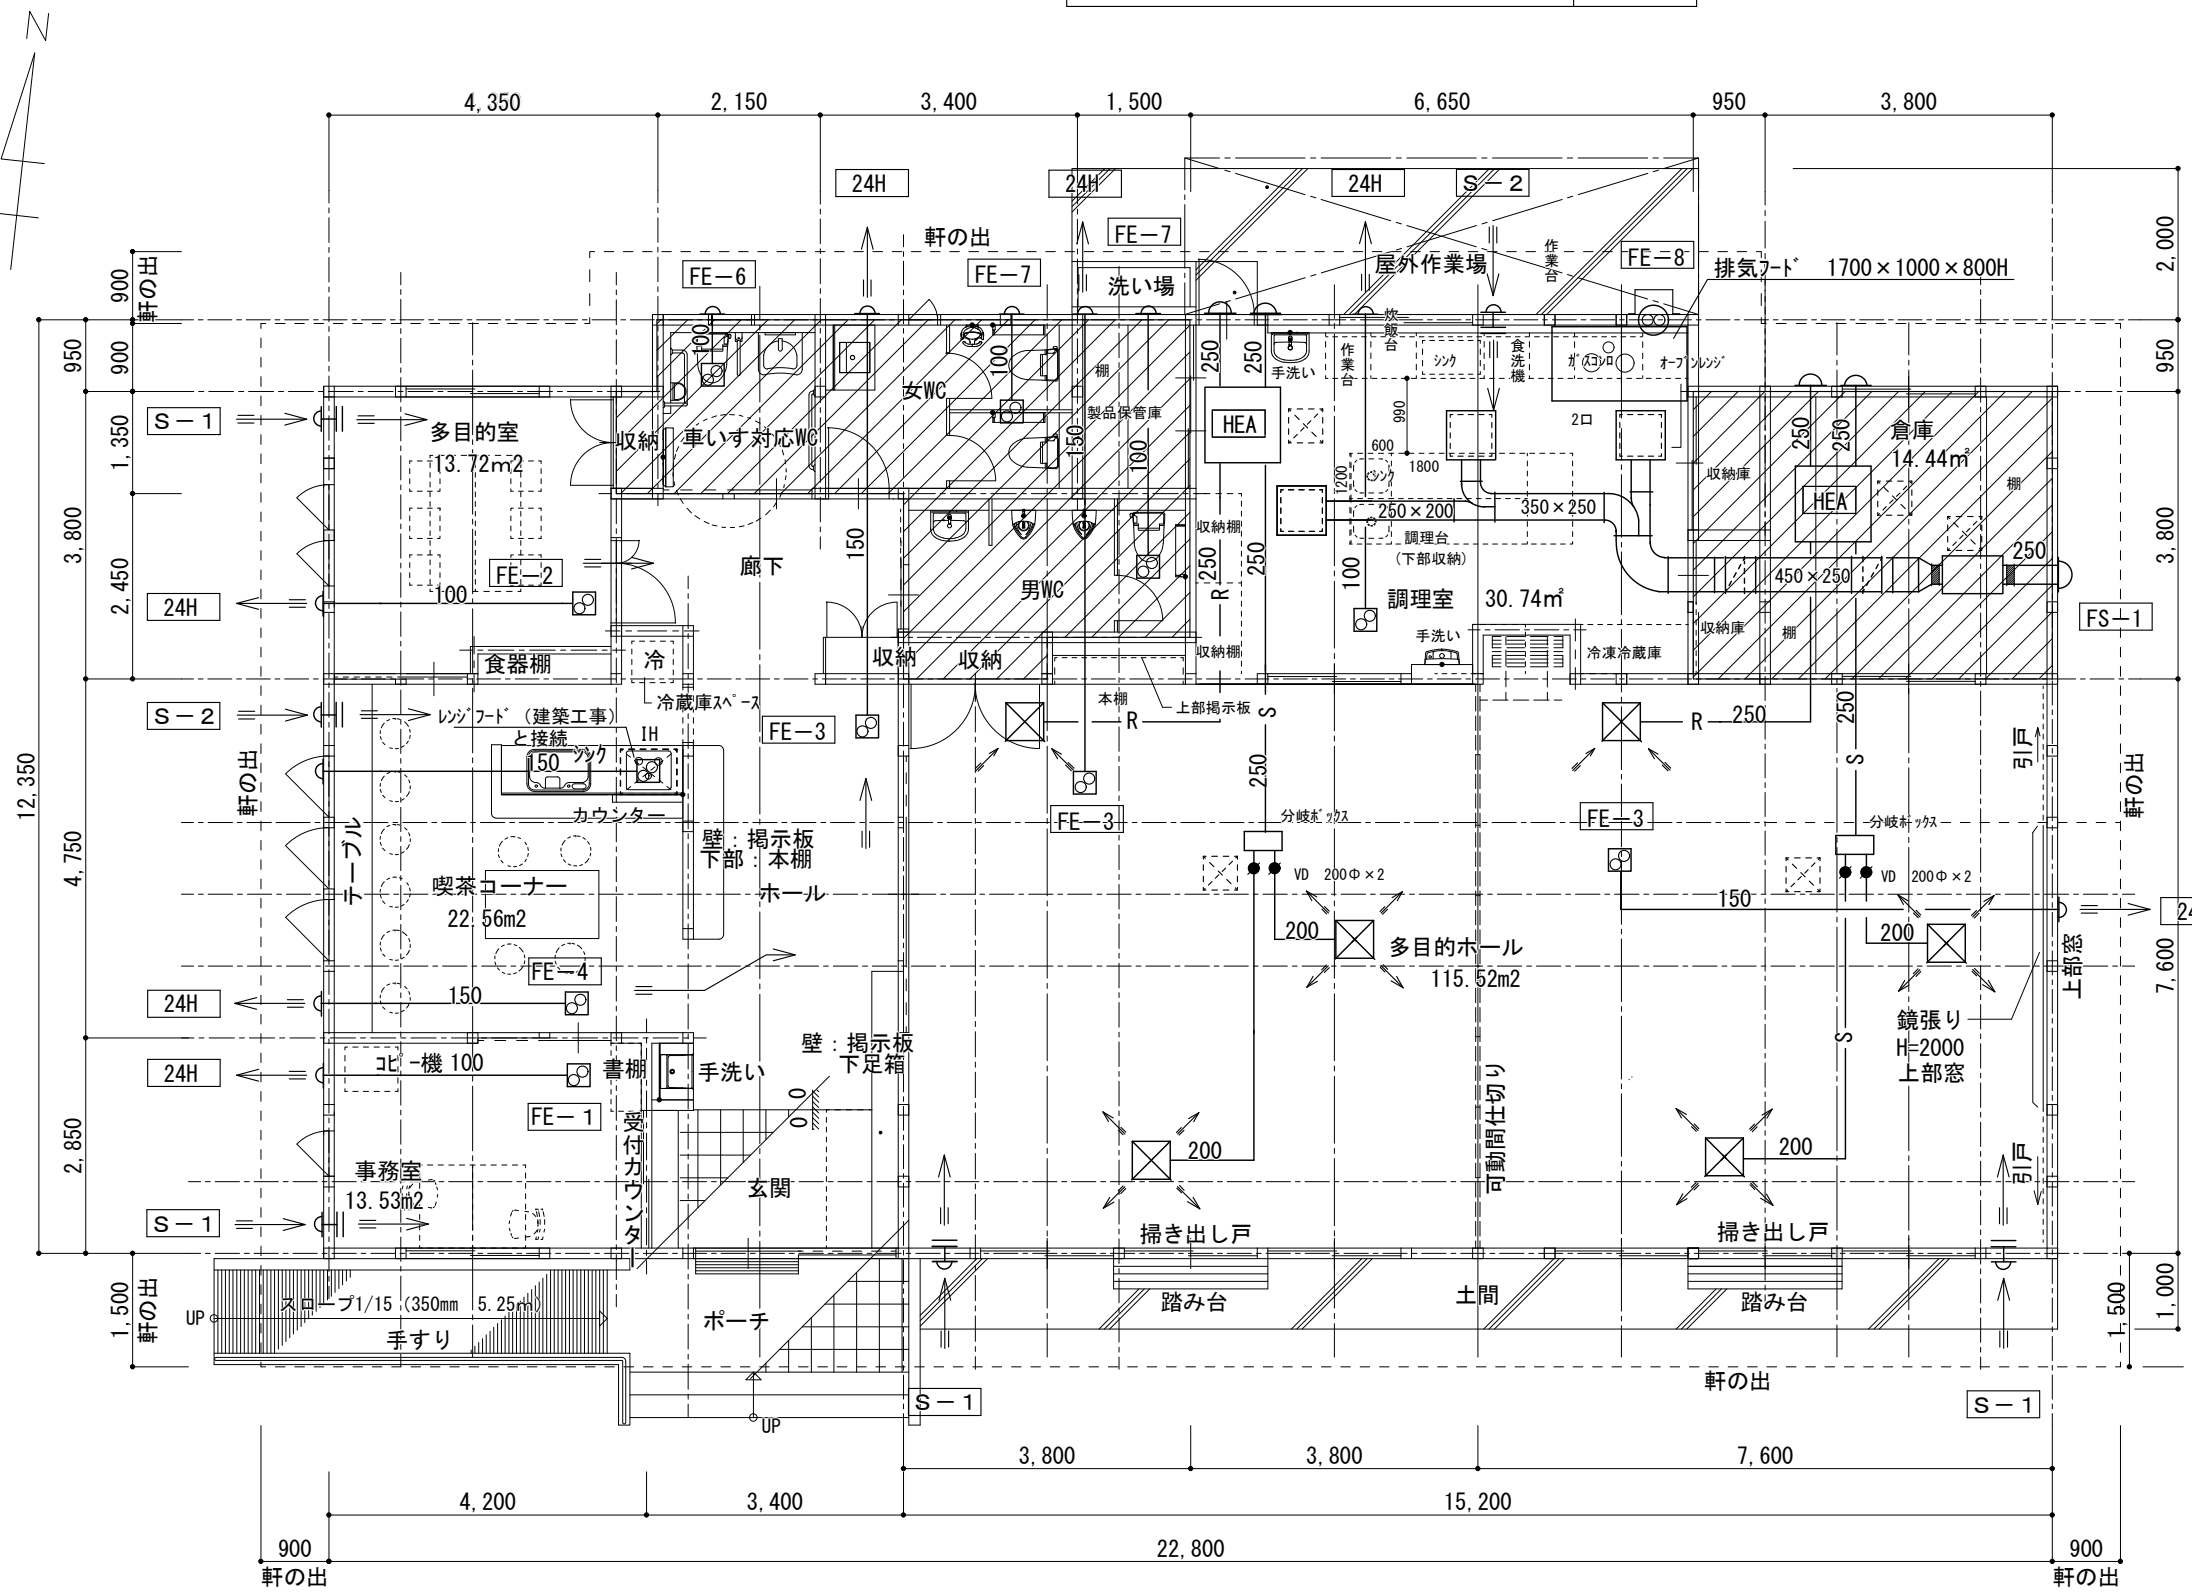 N
4,350
2,150
3,400
1,500
6,650
950
3,800
24H
24H
24H
S-2
軒の出
FE-7
FE-6
FE-7
洗い場
屋外作業場
作業台
FE-8
排気フード 1700×1000×800H
2,000
900
軒の出
950
900
1,350
3,800
2,450
12,350
4,750
2,850
1,500
軒の出
S-1
多目的室
13.72m2
収納
車いす対応WC
100
女WC
100
棚
製品保管庫
150
100
250
250
手洗い
作業台
炊飯台
シンク
食洗機
ガスコンロ
オーブンレンジ
HEA
990
2口
600
1800
1200
シンク
250×200
350×250
調理台
(下部収納)
収納庫
250
250
倉庫
14.44㎡
棚
HEA
950
3,800
450×250
250
FS-1
24H
FE-2
100
廊下
150
男WC
収納棚
250
R
250
100
調理室 30.74㎡
手洗い
収納棚
冷凍冷蔵庫
収納庫
棚
食器棚
冷
冷蔵庫スペース
収納
収納
本棚
上部掲示板
S-2
レンジフード (建築工事)
と接続
シンク
150
IH
FE-3
R
S
250
R
250
250
S
引戸
軒の出
軒の出
カウンター
FE-3
FE-3
分岐ボックス
分岐ボックス
テーブル
壁:掲示板
下部:本棚
喫茶コーナー
22.56m2
ホール
VD 200Φ×2
VD 200Φ×2
200
多目的ホール
115.52m2
150
200
24
上部窓
7,600
FE-4
24H
150
鏡張り
H=2000
上部窓
24H
コピー機
100
書棚
手洗い
壁:掲示板
下足箱
S
FE-1
受付カウンタ
可動間仕切り
200
200
引戸
事務室
13.53m2
玄関
S-1
掃き出し戸
掃き出し戸
スロープ1/15 (350mm 5.25m)
UP
手すり
ポーチ
踏み台
土間
踏み台
1,500
1,000
S-1
UP
軒の出
S-1
3,800
3,800
7,600
4,200
3,400
15,200
900
22,800
900
軒の出
軒の出